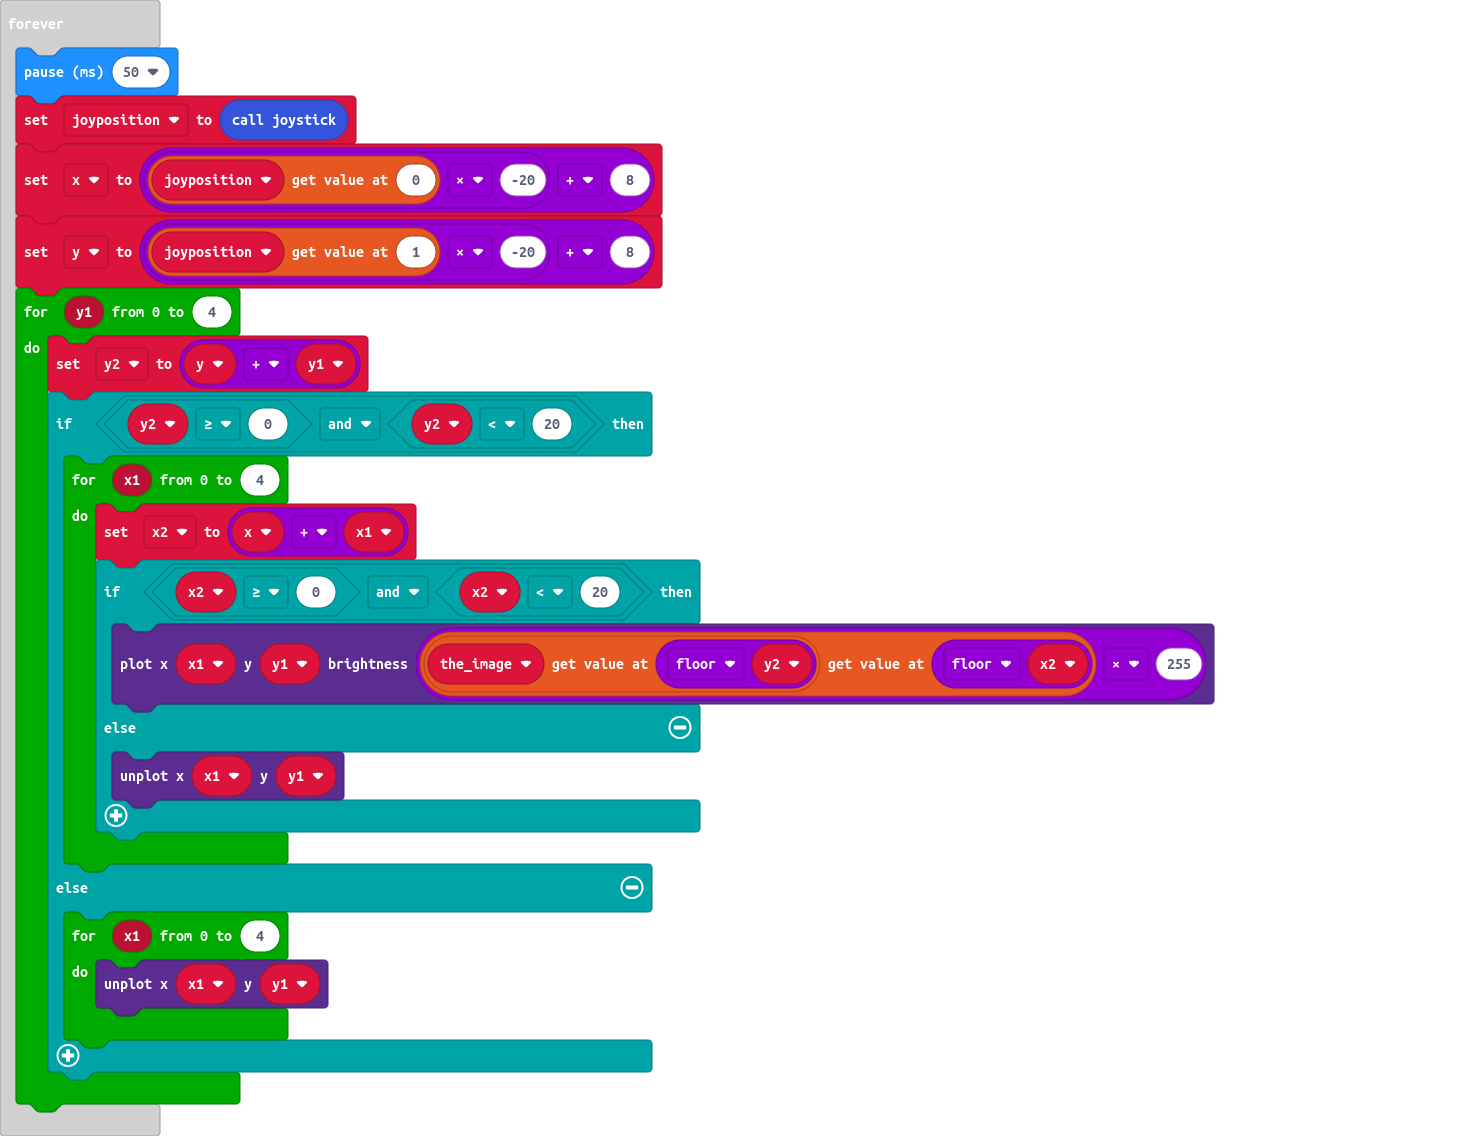 forever
pause (ms) 50
set joyposition to call joystick
set x to joyposition get value at 0 × -20 + 8
set y to joyposition get value at 1 × -20 + 8
for y1 from 0 to 4
do
set y2 to y + y1
if y2 ≥ 0 and y2 < 20 then
for x1 from 0 to 4
do
set x2 to x + x1
if x2 ≥ 0 and x2 < 20 then
plot x x1 y y1 brightness the_image get value at floor y2 get value at floor x2 × 255
else
unplot x x1 y y1
else
for x1 from 0 to 4
do
unplot x x1 y y1